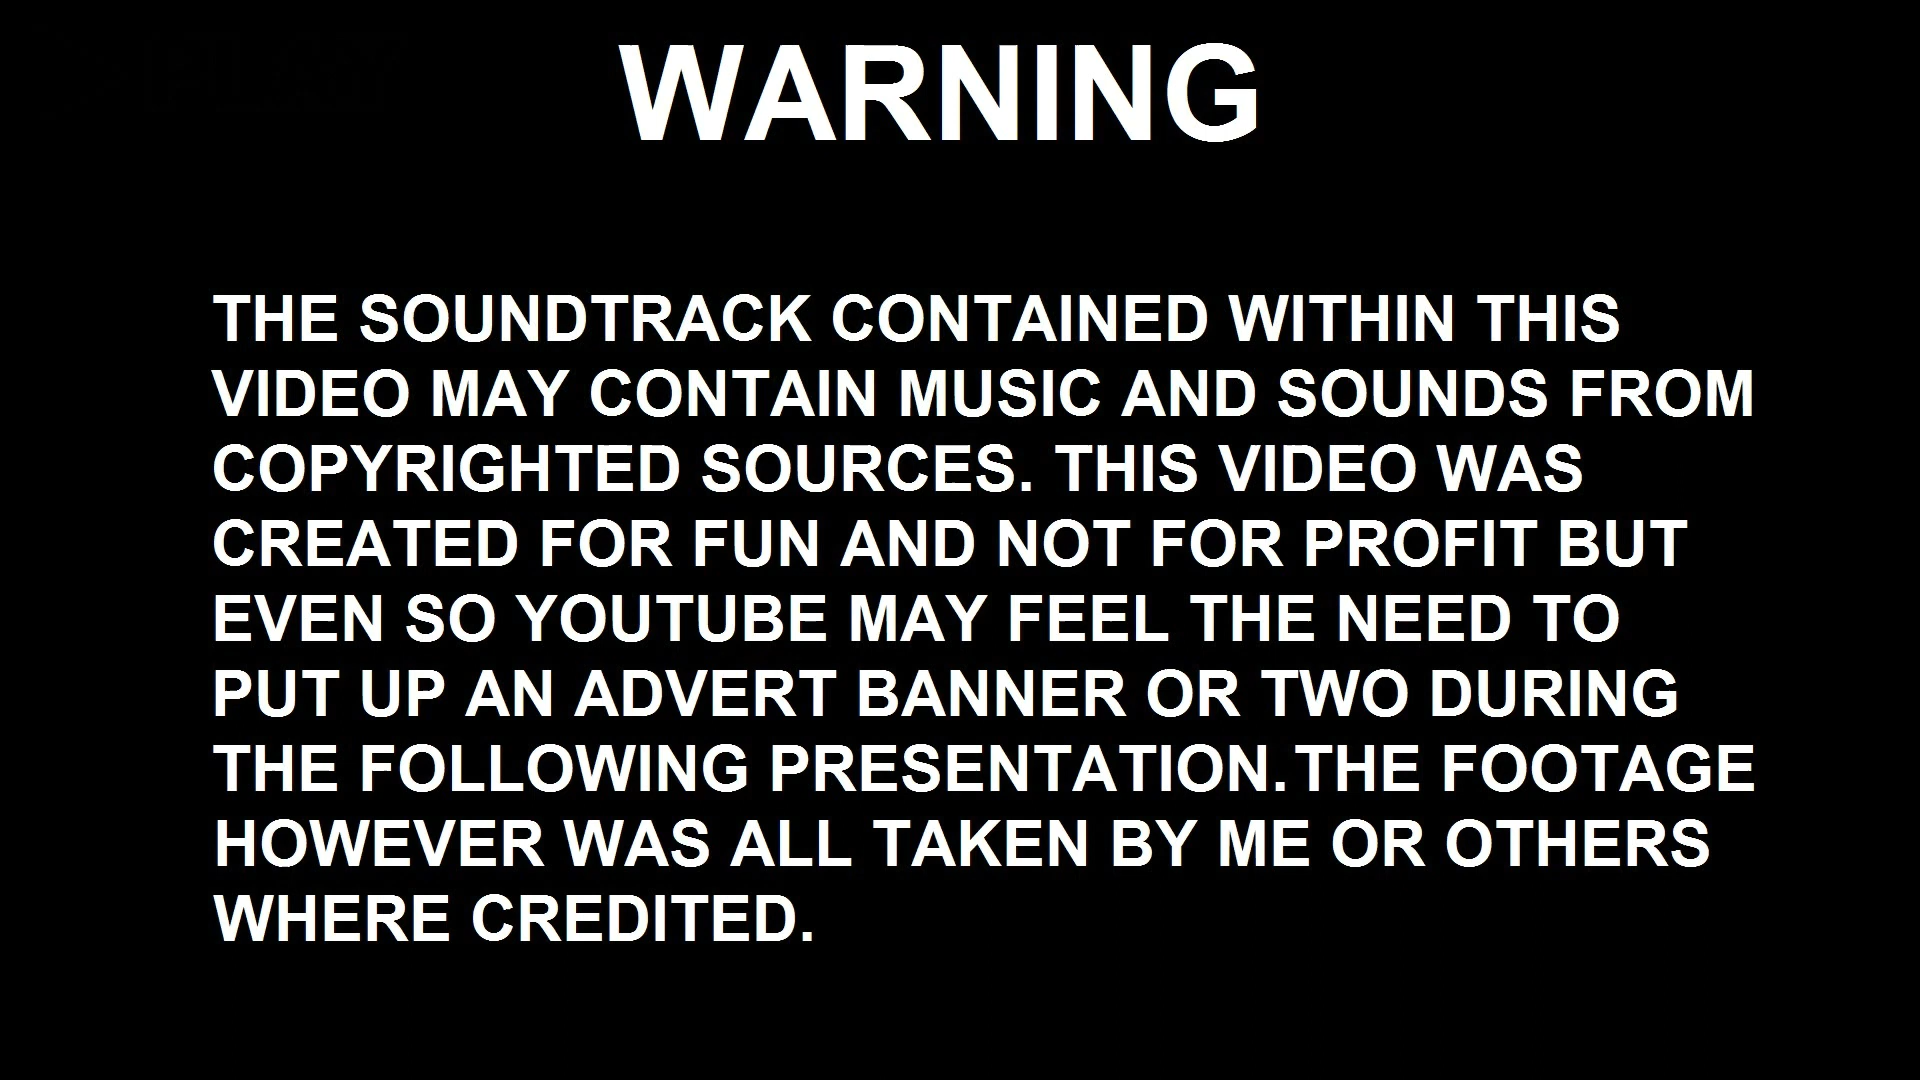 WARNING
THE SOUNDTRACK CONTAINED WITHIN THIS
VIDEO MAY CONTAIN MUSIC AND SOUNDS FROM
COPYRIGHTED SOURCES. THIS VIDEO WAS
CREATED FOR FUN AND NOT FOR PROFIT BUT
EVEN SO YOUTUBE MAY FEEL THE NEED TO
PUT UP AN ADVERT BANNER OR TWO DURING
THE FOLLOWING PRESENTATION.THE FOOTAGE
HOWEVER WAS ALL TAKEN BY ME OR OTHERS
WHERE CREDITED.